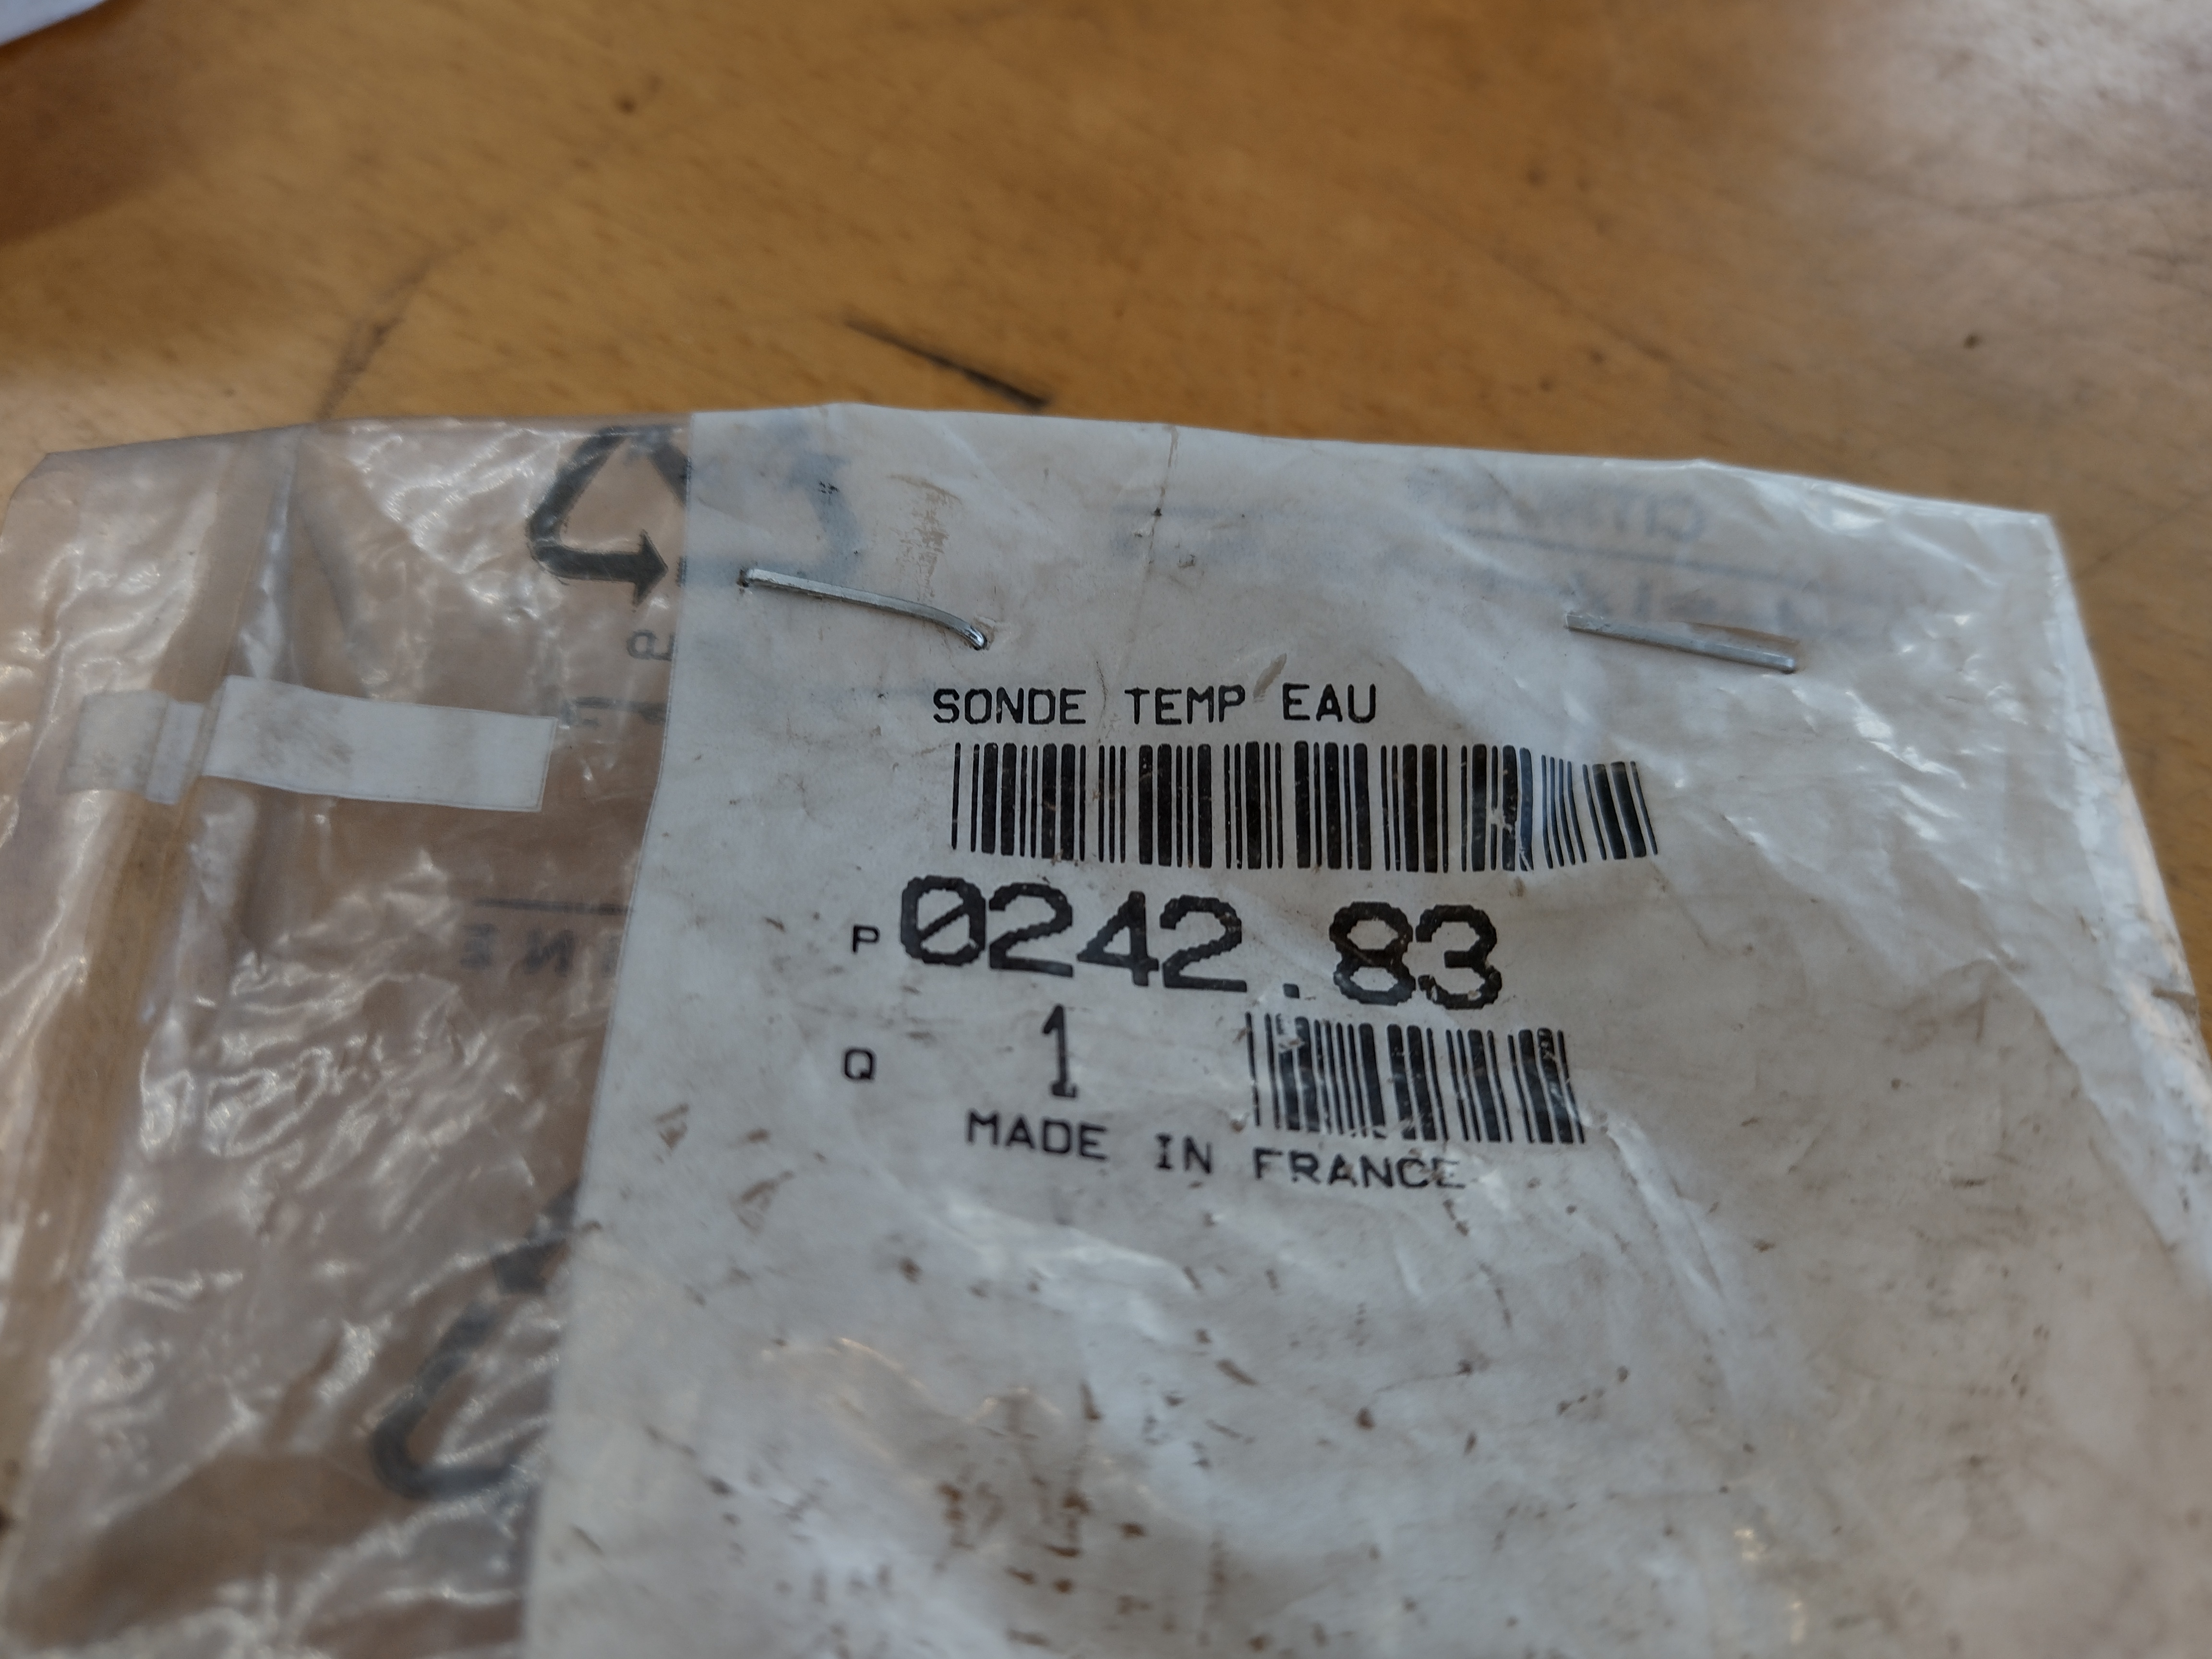 SONDE TEMP EAU
P 0242.83
Q 1
MADE IN FRANCE